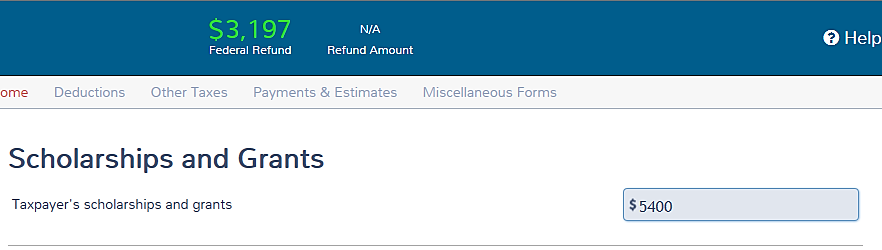 $3,197 N/A
Federal Refund Refund Amount
? Help
ome Deductions Other Taxes Payments & Estimates Miscellaneous Forms
Scholarships and Grants
Taxpayer's scholarships and grants $ 5400